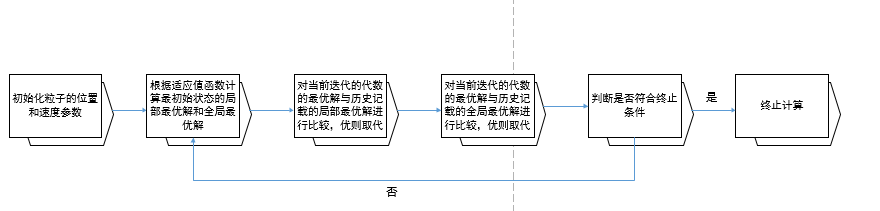 初始化粒子的位置
和速度参数
根据适应值函数计
算最初始状态的局
部最优解和全局最
优解
对当前迭代的代数
的最优解与历史记
载的局部最优解进
行比较，优则取代
对当前迭代的代数
的最优解与历史记
载的全局最优解进
行比较，优则取代
判断是否符合终止
条件
是
终止计算
否